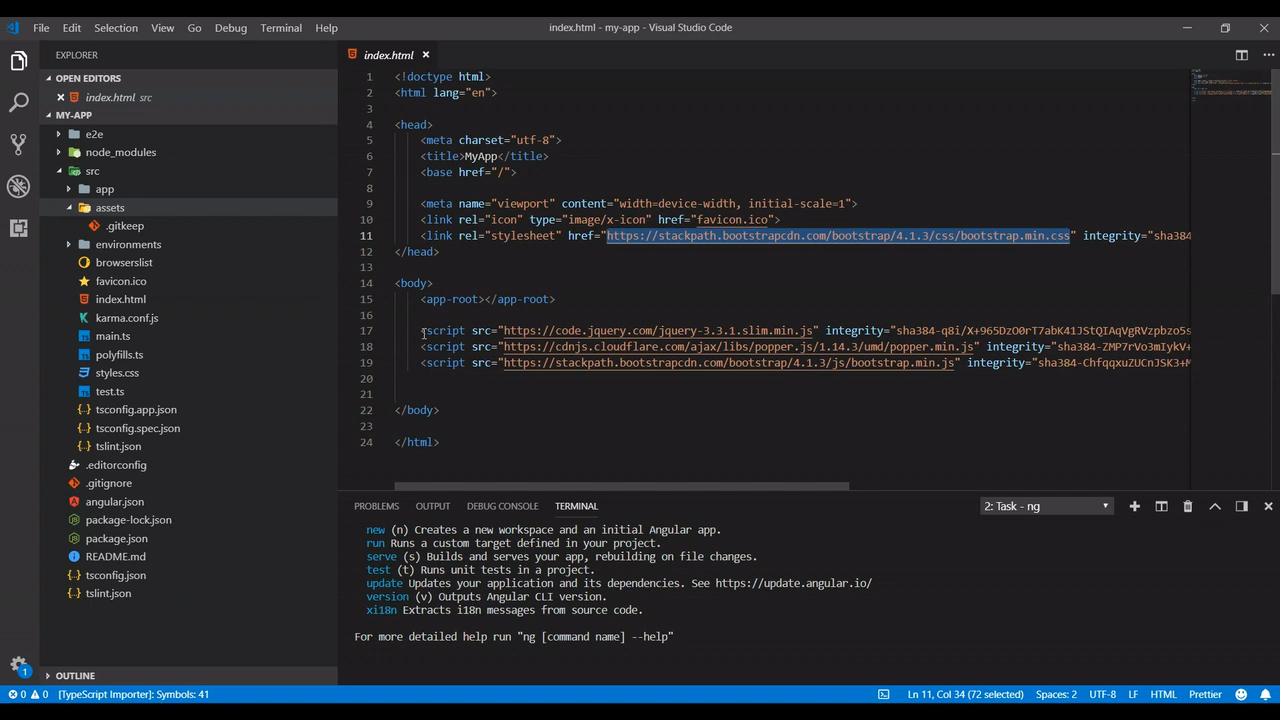 File Edit Selection View Go Debug Terminal Help
index.html - my-app - Visual Studio Code
EXPLORER
OPEN EDITORS
index.html src
MY-APP
e2e
node_modules
src
app
assets
.gitkeep
environments
browserslist
favicon.ico
index.html
karma.conf.js
main.ts
polyfills.ts
styles.css
test.ts
tsconfig.app.json
tsconfig.spec.json
tslint.json
.editorconfig
.gitignore
angular.json
package-lock.json
package.json
README.md
tsconfig.json
tslint.json
OUTLINE
index.html
1 <!doctype html>
2 <html lang="en">
3
4 <head>
5 <meta charset="utf-8">
6 <title>MyApp</title>
7 <base href="/">
8
9 <meta name="viewport" content="width=device-width, initial-scale=1">
10 <link rel="icon" type="image/x-icon" href="favicon.ico">
11 <link rel="stylesheet" href="https://stackpath.bootstrapcdn.com/bootstrap/4.1.3/css/bootstrap.min.css" integrity="sha384
12 </head>
13
14 <body>
15 <app-root></app-root>
16
17 <script src="https://code.jquery.com/jquery-3.3.1.slim.min.js" integrity="sha384-q8i/X+965DzO0rT7abK41JStQIAqVgRVzpbzo5s
18 <script src="https://cdnjs.cloudflare.com/ajax/libs/popper.js/1.14.3/umd/popper.min.js" integrity="sha384-ZMP7rVo3mIykV+
19 <script src="https://stackpath.bootstrapcdn.com/bootstrap/4.1.3/js/bootstrap.min.js" integrity="sha384-ChfqqxuZUCnJSK3+M
20
21
22 </body>
23
24 </html>
PROBLEMS OUTPUT DEBUG CONSOLE TERMINAL
2: Task - ng
new (n) Creates a new workspace and an initial Angular app.
run Runs a custom target defined in your project.
serve (s) Builds and serves your app, rebuilding on file changes.
test (t) Runs unit tests in a project.
update Updates your application and its dependencies. See https://update.angular.io/
version (v) Outputs Angular CLI version.
xi18n Extracts i18n messages from source code.
For more detailed help run "ng [command name] --help"
1
0 0 [TypeScript Importer]: Symbols: 41
Ln 11, Col 34 (72 selected) Spaces: 2 UTF-8 LF HTML Prettier